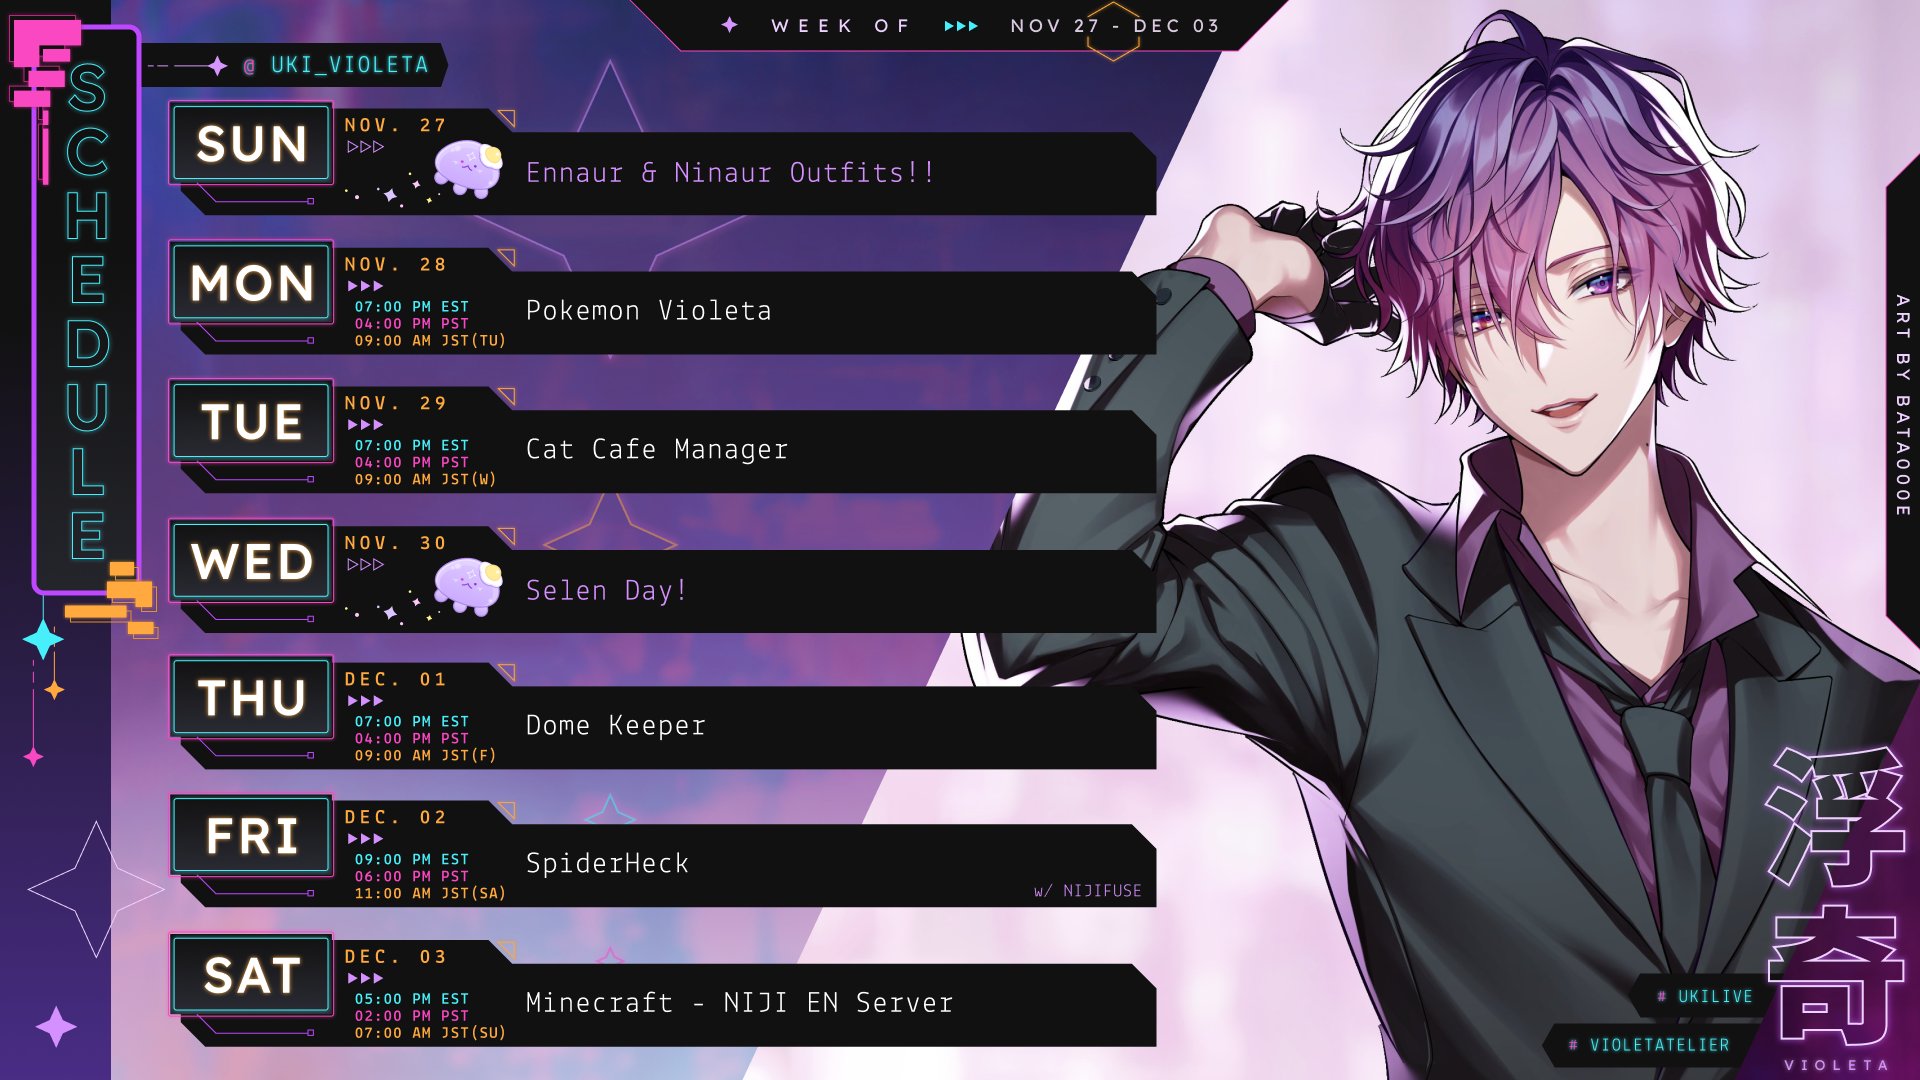 WEEK OF NOV 27 - DEC 03
SCHEDULE
@ UKI_VIOLETA
SUN
NOV. 27
Ennaur & Ninaur Outfits!!
MON
NOV. 28
07:00 PM EST
04:00 PM PST
09:00 AM JST(TU)
Pokemon Violeta
TUE
NOV. 29
07:00 PM EST
04:00 PM PST
09:00 AM JST(W)
Cat Cafe Manager
WED
NOV. 30
Selen Day!
THU
DEC. 01
07:00 PM EST
04:00 PM PST
09:00 AM JST(F)
Dome Keeper
FRI
DEC. 02
09:00 PM EST
06:00 PM PST
11:00 AM JST(SA)
SpiderHeck
w/ NIJIFUSE
SAT
DEC. 03
05:00 PM EST
02:00 PM PST
07:00 AM JST(SU)
Minecraft - NIJI EN Server
ART BY BATAOOOE
浮奇
VIOLETA
# UKILIVE
# VIOLETATELIER